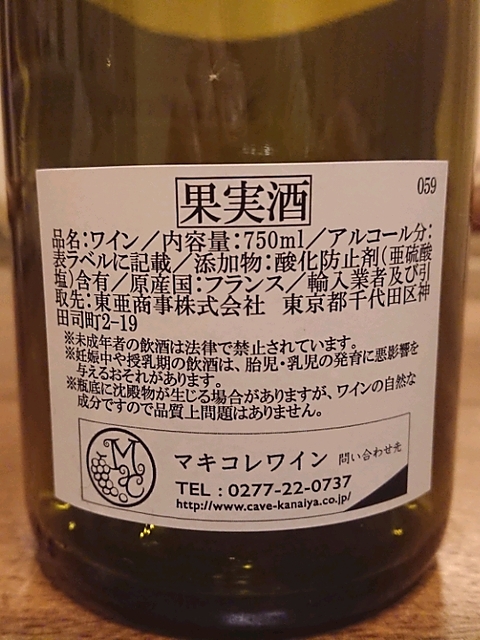 059
果実酒
品名:ワイン／内容量:750ml／アルコール分:
表ラベルに記載／添加物:酸化防止剤(亜硫酸
塩)含有／原産国:フランス／輸入業者及び引
取先:東亜商事株式会社 東京都千代田区神
田司町2-19
※未成年者の飲酒は法律で禁止されています。
※妊娠中や授乳期の飲酒は、胎児・乳児の発育に悪影響を
与えるおそれがあります。
※瓶底に沈殿物が生じる場合がありますが、ワインの自然な
成分ですので品質上問題はありません。
マキコレワイン 問い合わせ先
TEL：0277-22-0737
http://www.cave-kanaiya.co.jp/